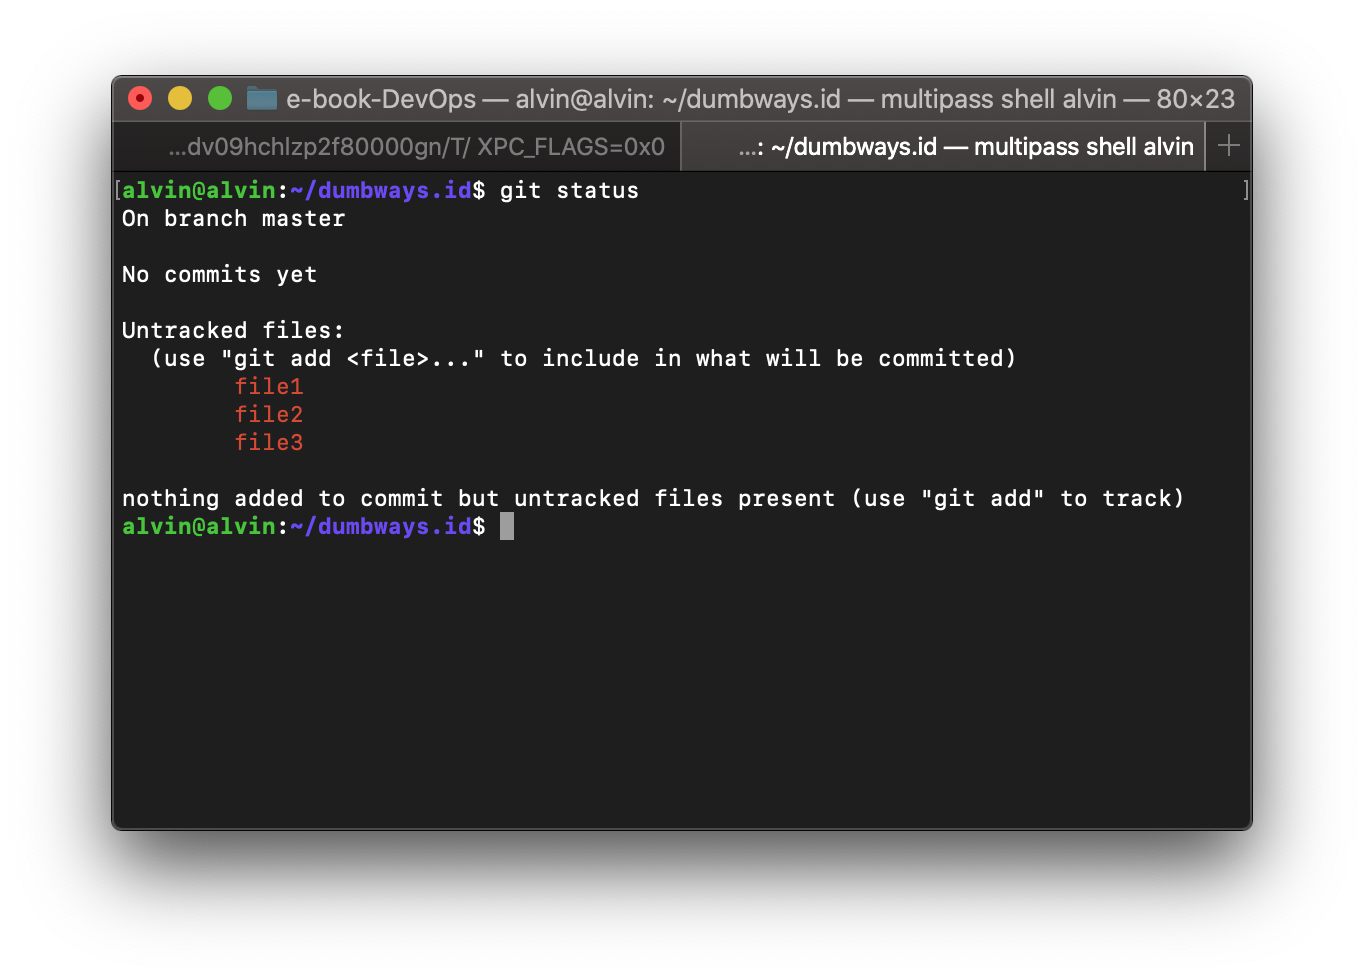 e-book-DevOps — alvin@alvin: ~/dumbways.id — multipass shell alvin — 80×23
...dv09hchlzp2f80000gn/T/ XPC_FLAGS=0x0 ...: ~/dumbways.id — multipass shell alvin +
[alvin@alvin:~/dumbways.id$ git status ]
On branch master
No commits yet
Untracked files:
(use "git add <file>..." to include in what will be committed)
file1
file2
file3
nothing added to commit but untracked files present (use "git add" to track)
alvin@alvin:~/dumbways.id$